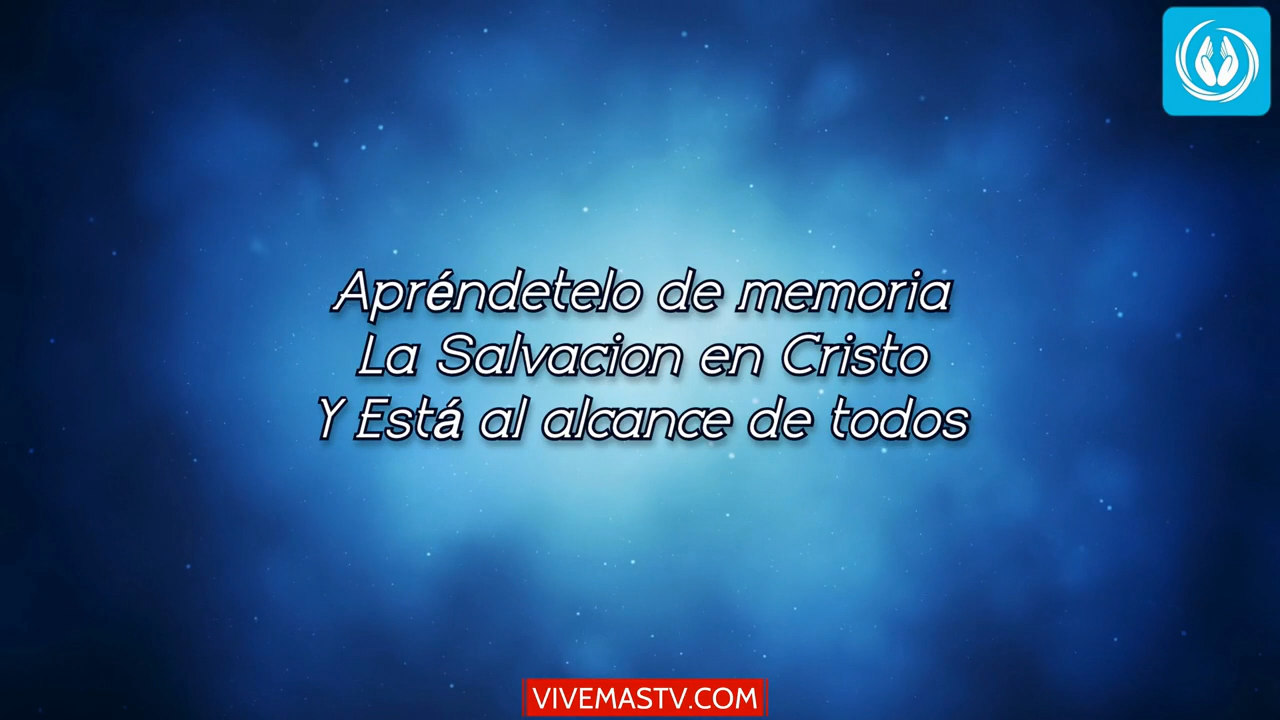 Apréndetelo de memoria
La Salvacion en Cristo
Y Está al alcance de todos
VIVEMASTV.COM